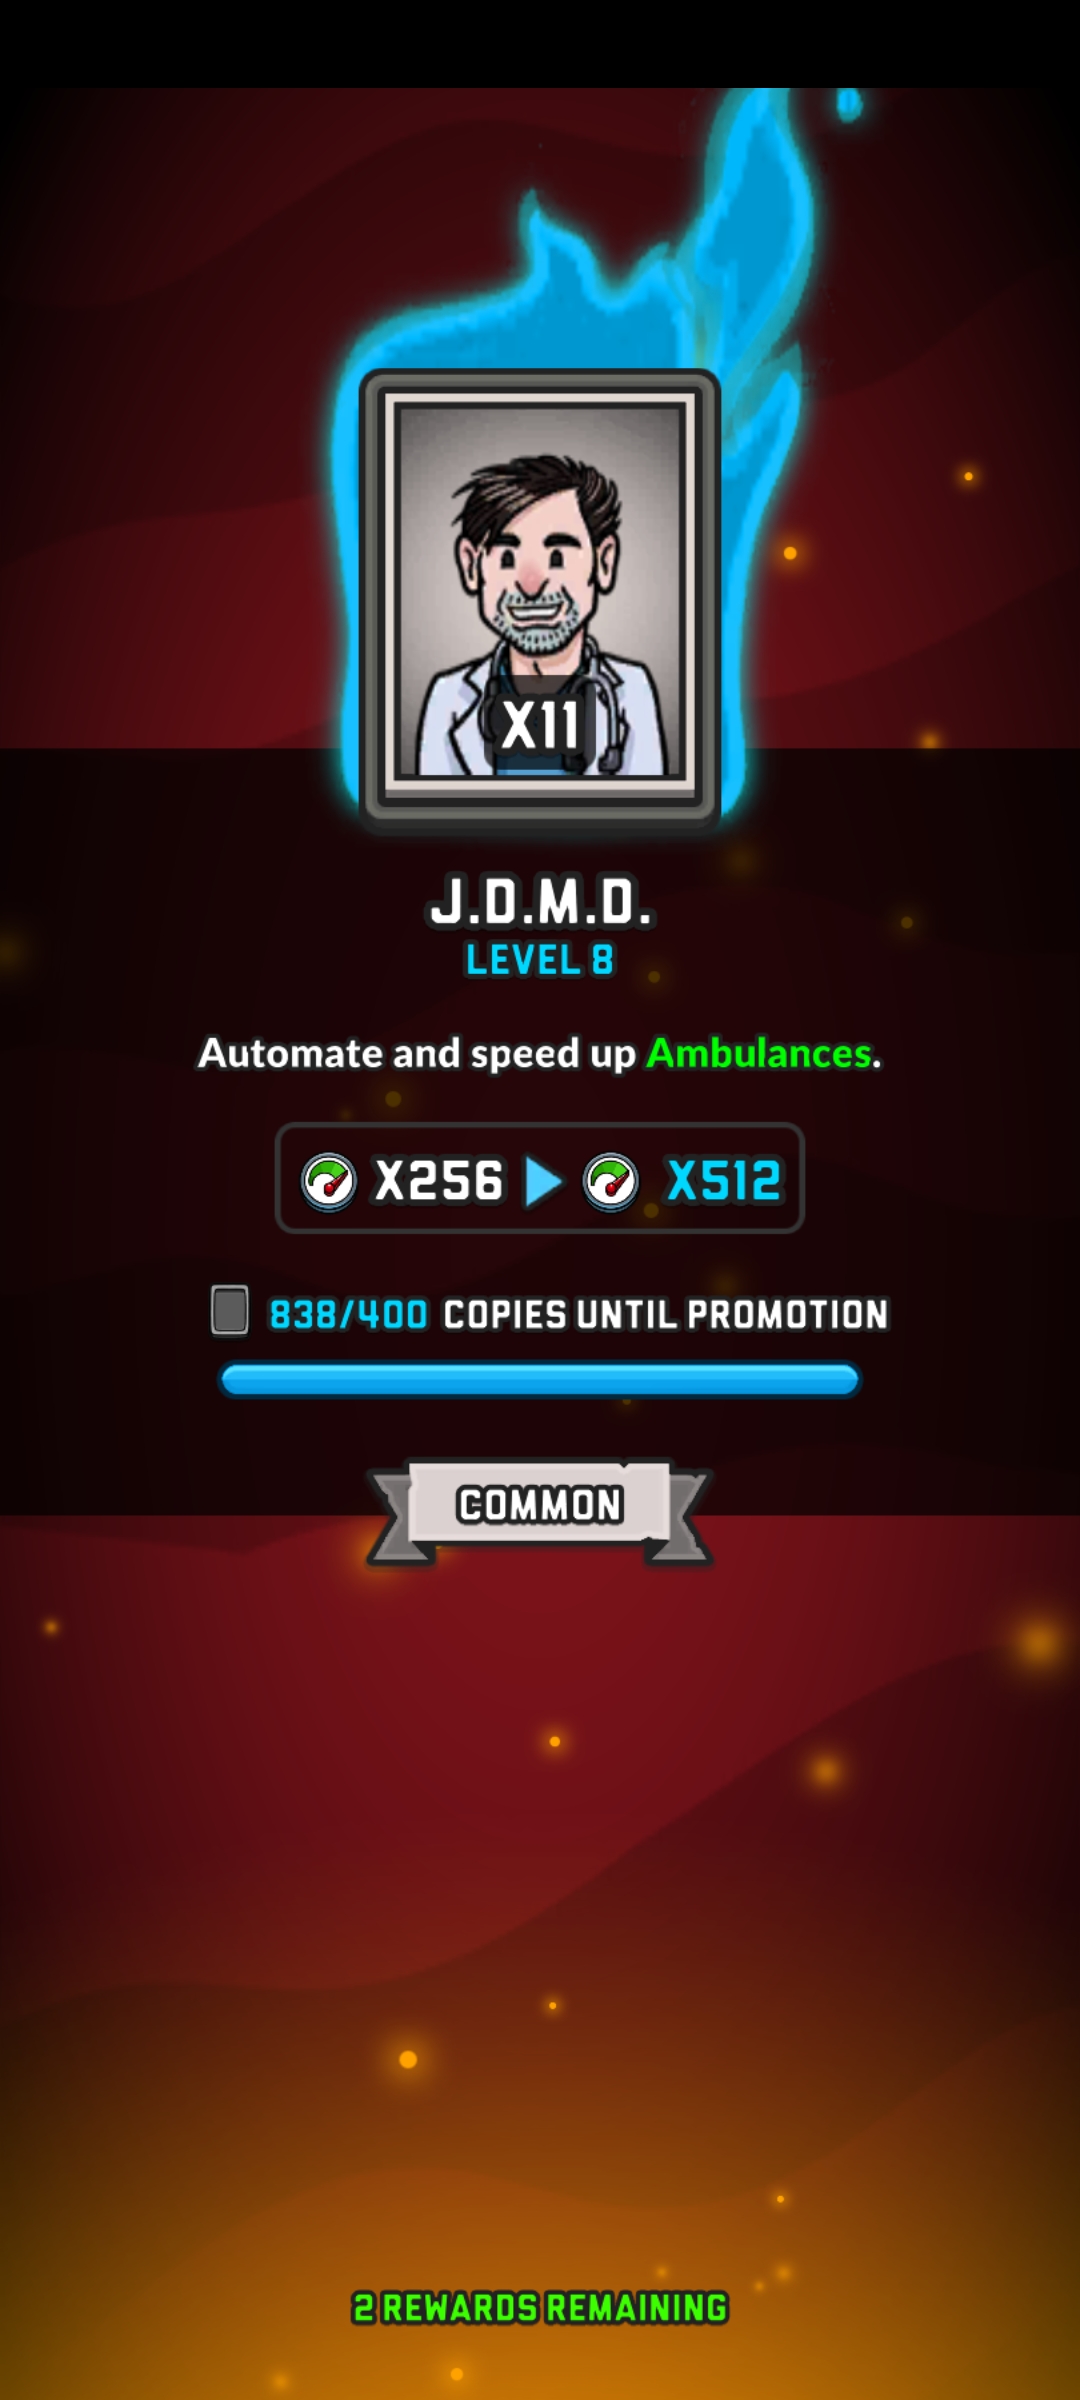 X11
J.D.M.D.
LEVEL 8
Automate and speed up Ambulances.
X256 X512
838/400 COPIES UNTIL PROMOTION
COMMON
2 REWARDS REMAINING